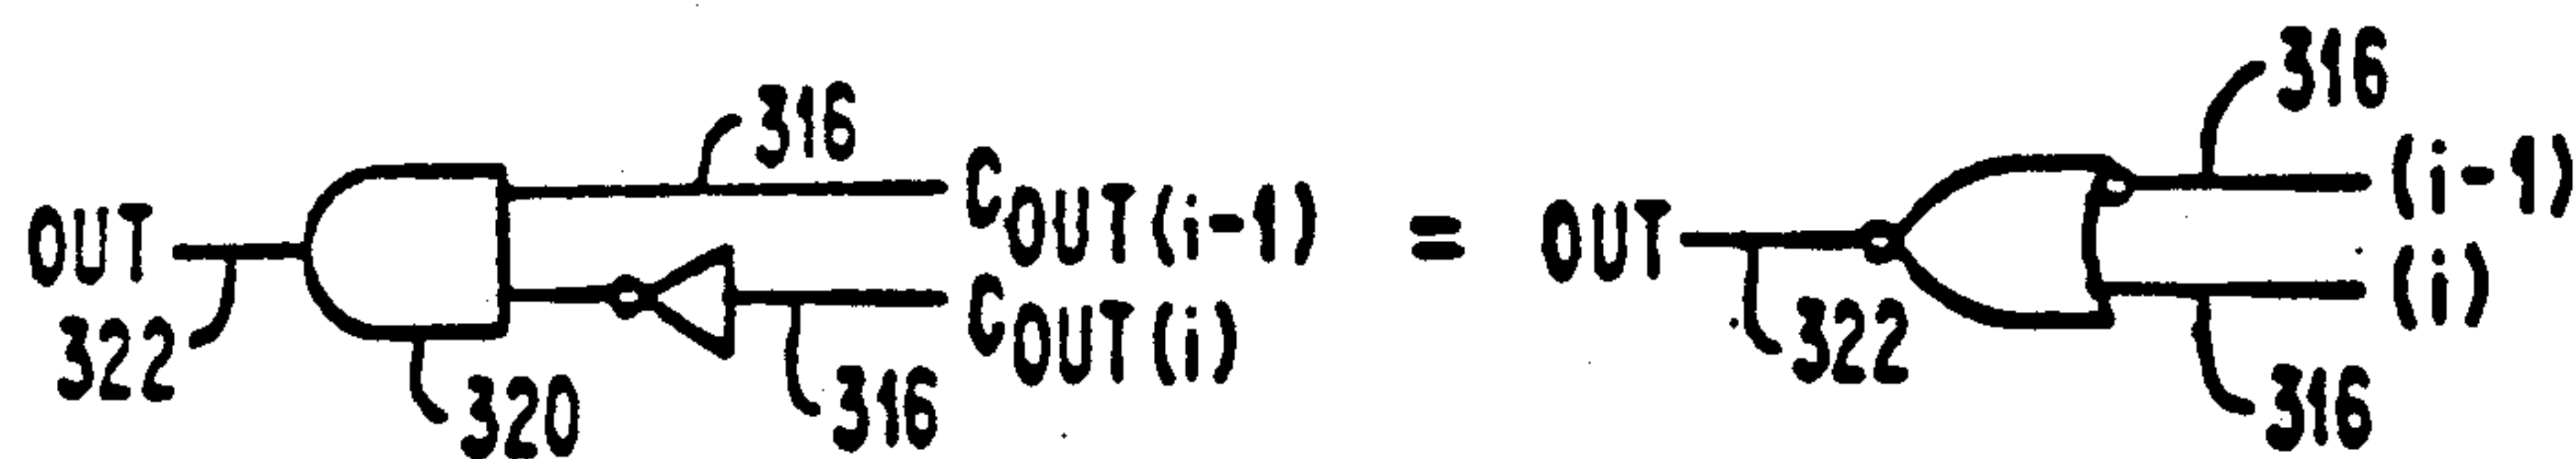 316
316
OUT
C_OUT(i-1)
=
OUT
(i-1)
C_OUT(i)
(i)
322
320
316
322
316